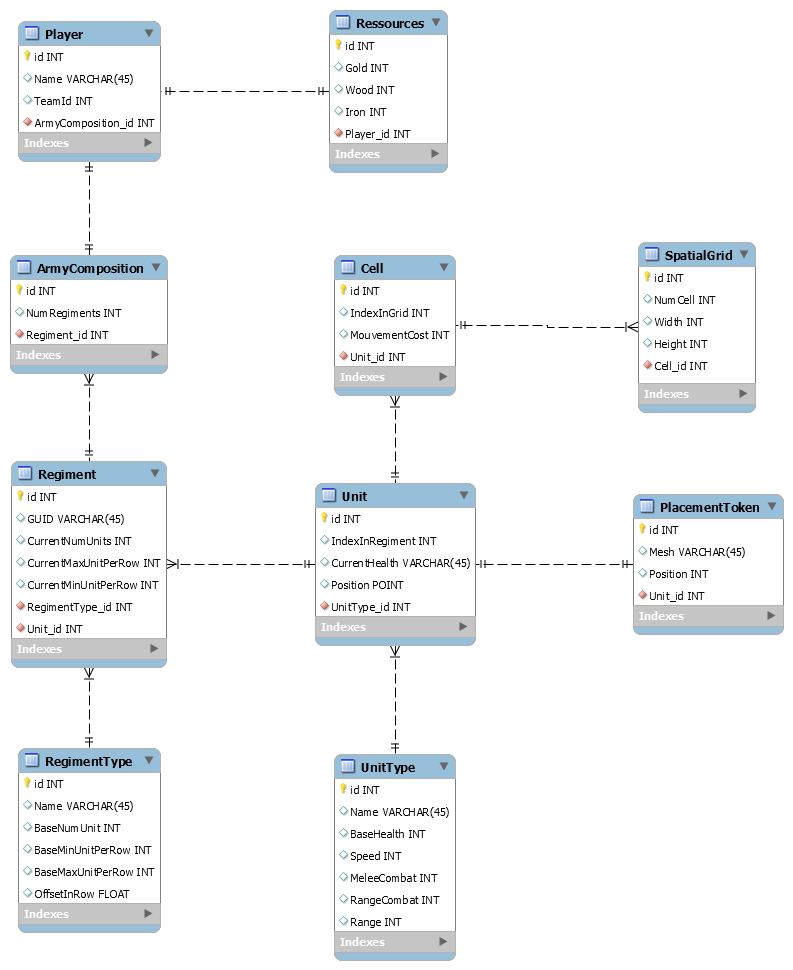 Player
id INT
Name VARCHAR(45)
TeamId INT
ArmyComposition_id INT
Indexes
Ressources
id INT
Gold INT
Wood INT
Iron INT
Player_id INT
Indexes
ArmyComposition
id INT
NumRegiments INT
Regiment_id INT
Indexes
Cell
id INT
IndexInGrid INT
MouvementCost INT
Unit_id INT
Indexes
SpatialGrid
id INT
NumCell INT
Width INT
Height INT
Cell_id INT
Indexes
Regiment
id INT
GUID VARCHAR(45)
CurrentNumUnits INT
CurrentMaxUnitPerRow INT
CurrentMinUnitPerRow INT
RegimentType_id INT
Unit_id INT
Indexes
Unit
id INT
IndexInRegiment INT
CurrentHealth VARCHAR(45)
Position POINT
UnitType_id INT
Indexes
PlacementToken
id INT
Mesh VARCHAR(45)
Position INT
Unit_id INT
Indexes
RegimentType
id INT
Name VARCHAR(45)
BaseNumUnit INT
BaseMinUnitPerRow INT
BaseMaxUnitPerRow INT
OffsetInRow FLOAT
Indexes
UnitType
id INT
Name VARCHAR(45)
BaseHealth INT
Speed INT
MeleeCombat INT
RangeCombat INT
Range INT
Indexes